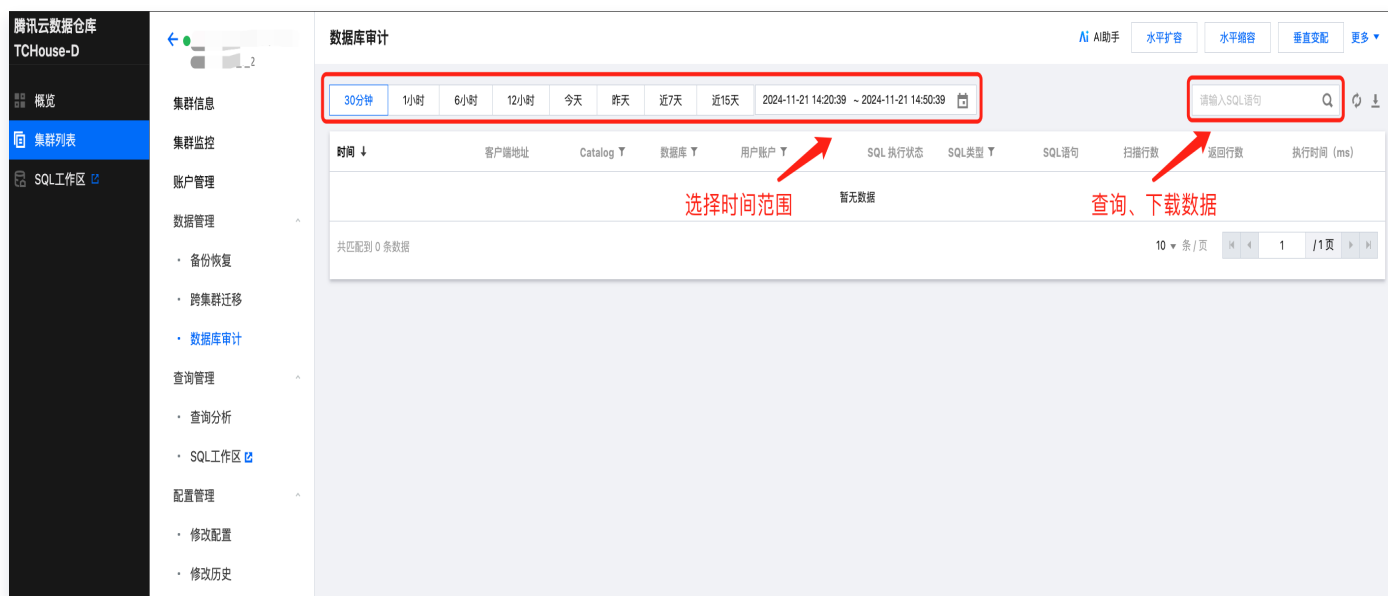 腾讯云数据仓库
TCHouse-D
概览
集群列表
SQL工作区
_2
集群信息
集群监控
账户管理
数据管理
· 备份恢复
· 跨集群迁移
· 数据库审计
查询管理
· 查询分析
· SQL工作区
配置管理
· 修改配置
· 修改历史
数据库审计
AI助手 水平扩容 水平缩容 垂直变配 更多
30分钟 1小时 6小时 12小时 今天 昨天 近7天 近15天 2024-11-21 14:20:39 ~ 2024-11-21 14:50:39
请输入SQL语句
时间 ↓ 客户端地址 Catalog 数据库 用户账户 SQL 执行状态 SQL类型 SQL语句 扫描行数 返回行数 执行时间（ms）
暂无数据
选择时间范围
查询、下载数据
共匹配到 0 条数据
10 条 / 页 1 / 1 页